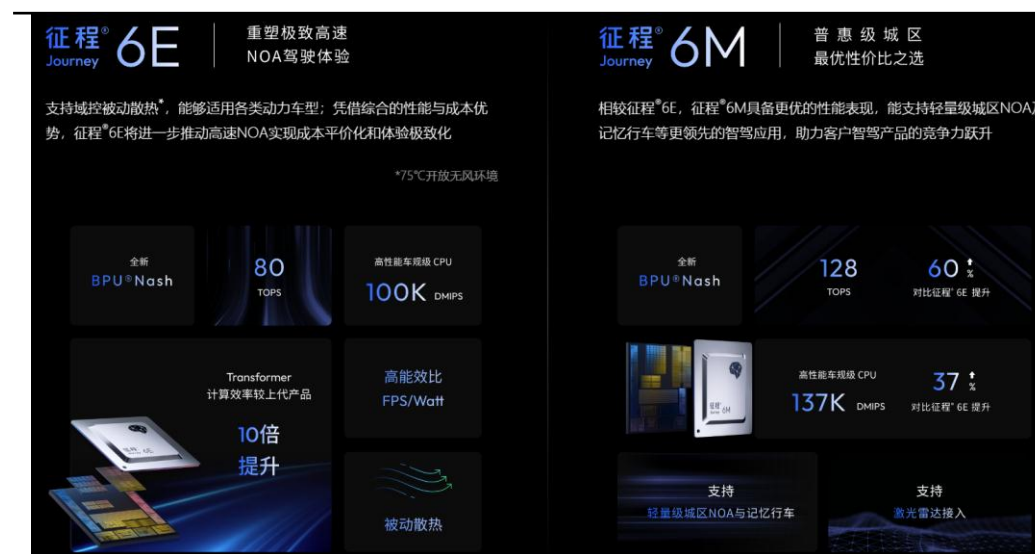 征程®
Journey
6E
重塑极致高速
NOA驾驶体验
支持域控被动散热*，能够适用各类动力车型；凭借综合的性能与成本优
势，征程®6E将进一步推动高速NOA实现成本平价化和体验极致化
*75℃开放无风环境
全新
BPU®Nash
80
TOPS
高性能车规级 CPU
100K DMIPS
Transformer
计算效率较上代产品
10倍
提升
征程
6E
高能效比
FPS/Watt
被动散热
征程®
Journey
6M
普惠级城区
最优性价比之选
相较征程®6E，征程®6M具备更优的性能表现，能支持轻量级城区NOA
记忆行车等更领先的智驾应用，助力客户智驾产品的竞争力跃升
全新
BPU®Nash
128
TOPS
60 %
对比征程® 6E 提升
征程
6M
高性能车规级 CPU
137K DMIPS
37 %
对比征程® 6E 提升
支持
轻量级城区NOA与记忆行车
支持
激光雷达接入